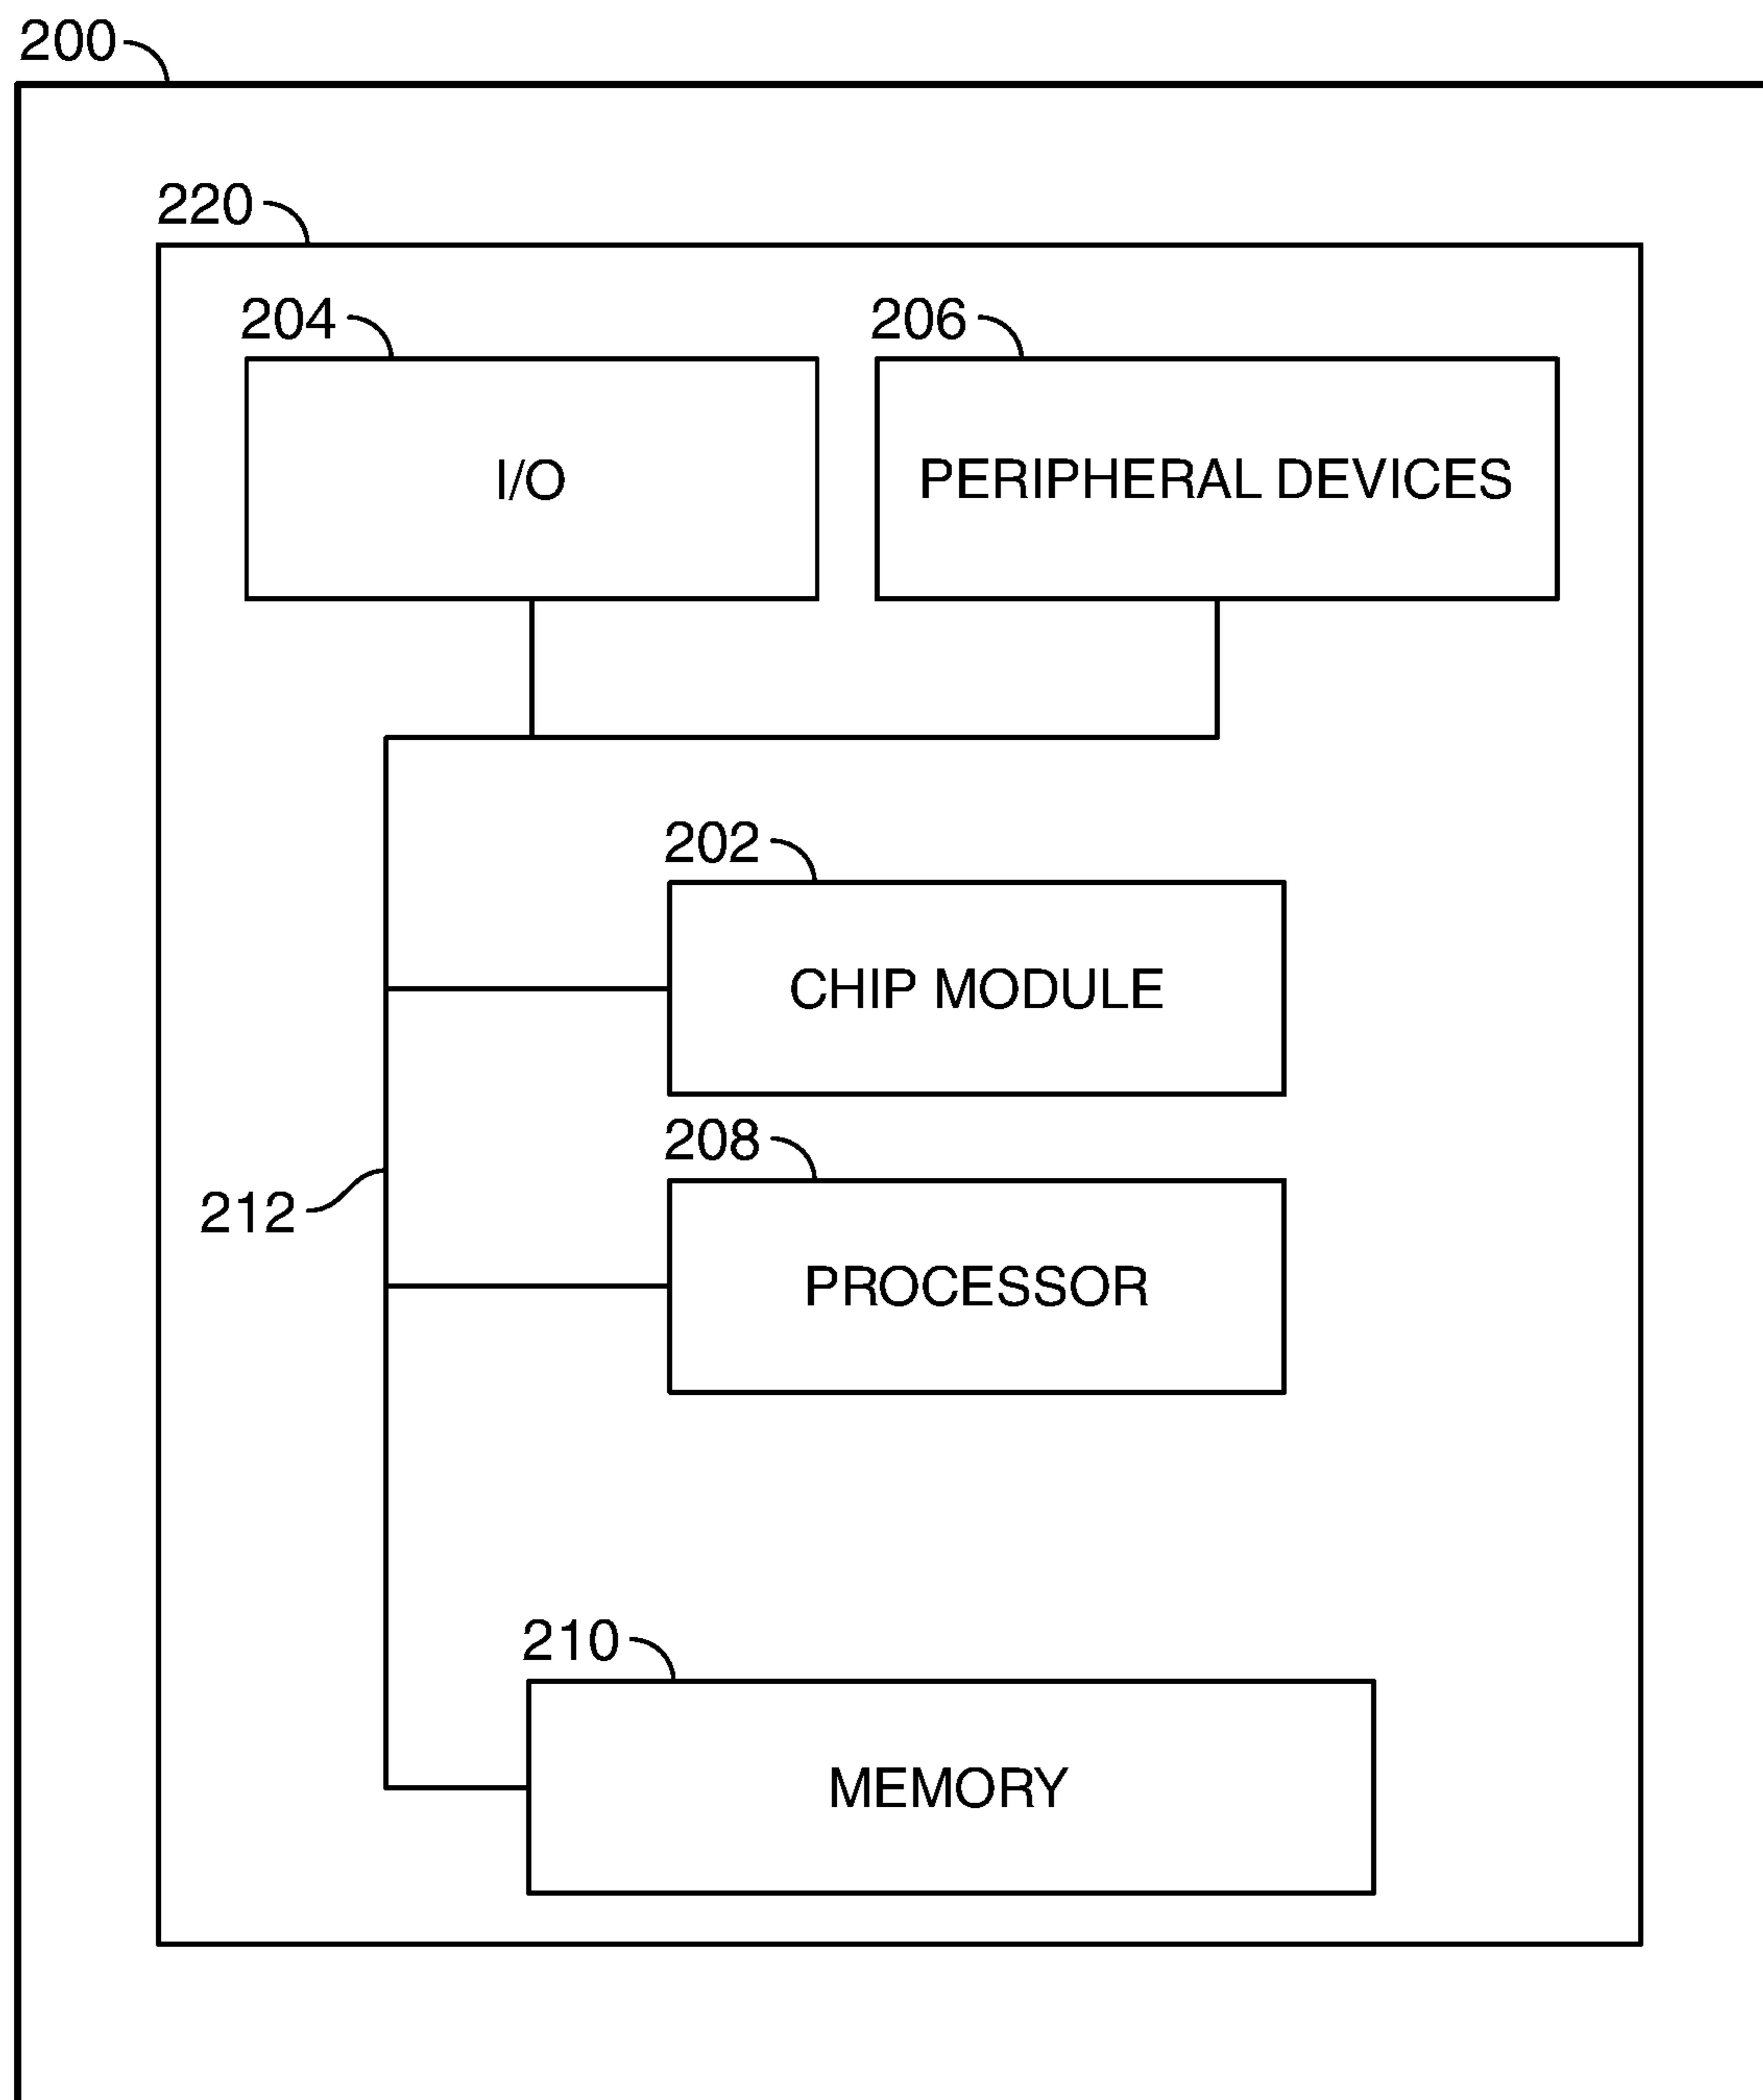 200
220
204
206
I/O
PERIPHERAL DEVICES
202
CHIP MODULE
208
212
PROCESSOR
210
MEMORY